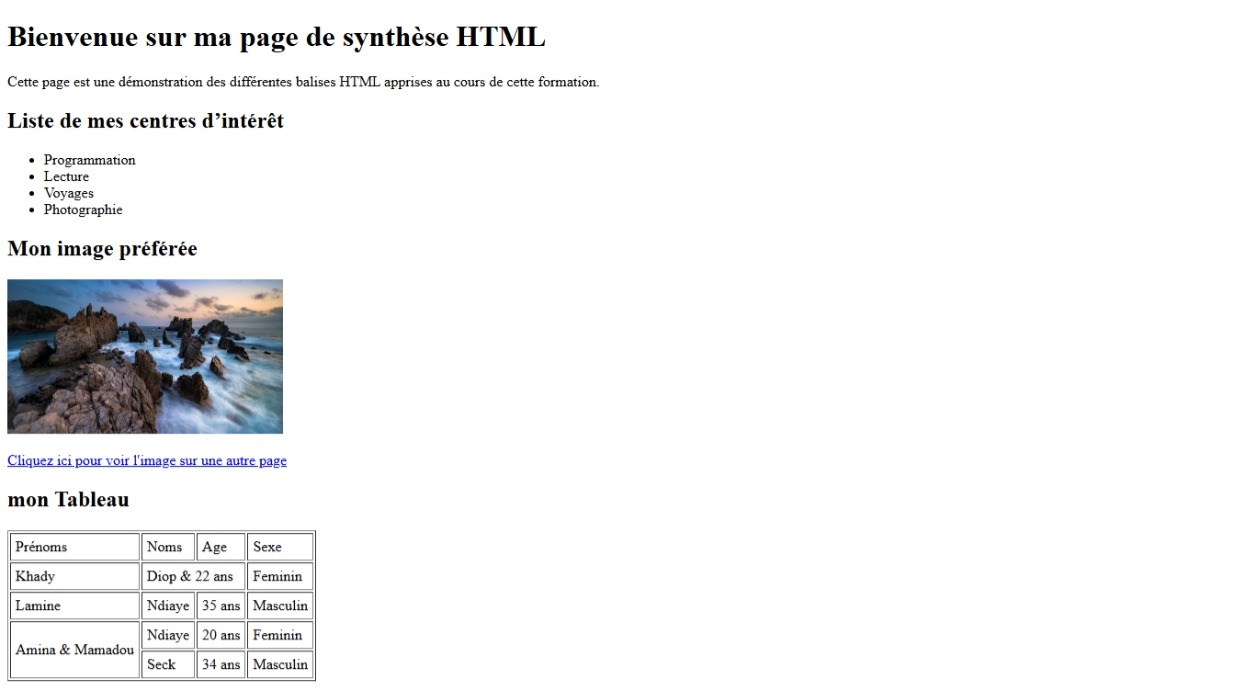 Bienvenue sur ma page de synthèse HTML
Cette page est une démonstration des différentes balises HTML apprises au cours de cette formation.
Liste de mes centres d’intérêt
• Programmation
• Lecture
• Voyages
• Photographie
Mon image préférée
Cliquez ici pour voir l'image sur une autre page
mon Tableau
Prénoms Noms Age Sexe
Khady Diop & 22 ans Feminin
Lamine Ndiaye 35 ans Masculin
Amina & Mamadou Ndiaye 20 ans Feminin
Seck 34 ans Masculin